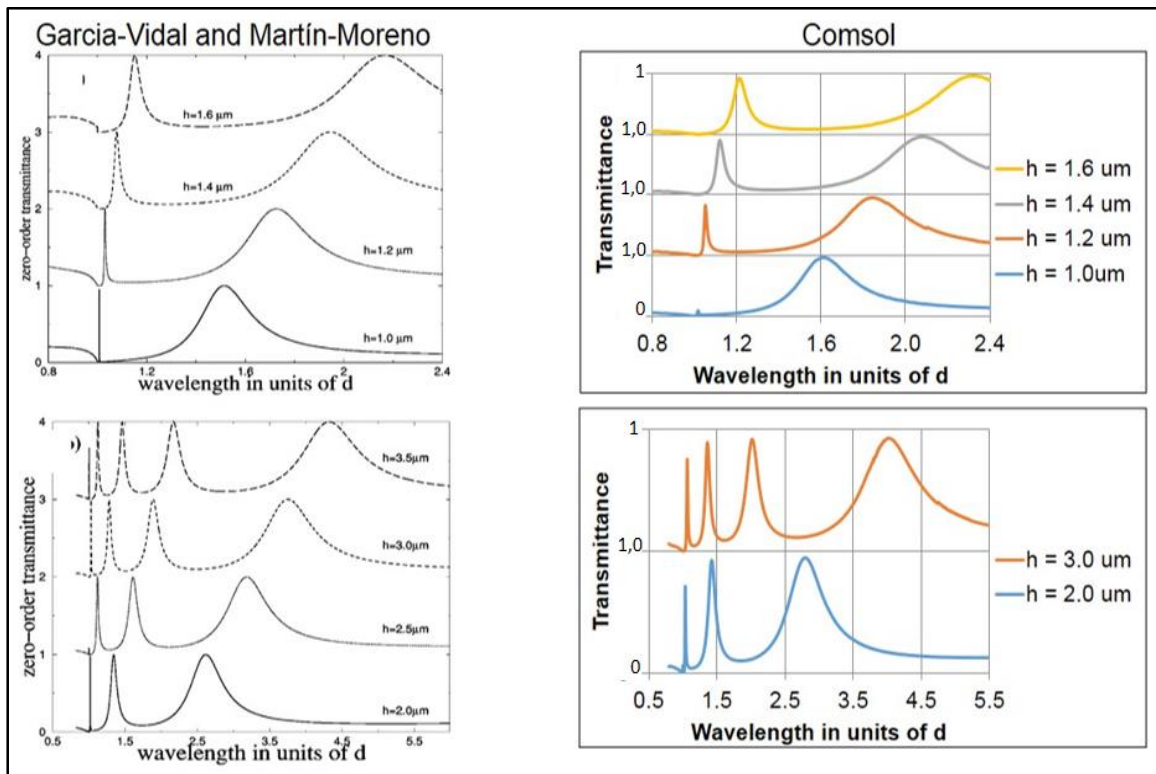 Garcia-Vidal and Martín-Moreno
zero-order transmittance
4
3
2
1
0
h=1.6 µm
h=1.4 µm
h=1.2 µm
h=1.0 µm
0.8 1.2 1.6 2 2.4
wavelength in units of d
Comsol
Transmittance
1
1,0
1,0
1,0
0
0.8 1.2 1.6 2.0 2.4
Wavelength in units of d
h = 1.6 um
h = 1.4 um
h = 1.2 um
h = 1.0um
)
zero-order transmittance
4
3
2
1
0
h=3.5µm
h=3.0µm
h=2.5µm
h=2.0µm
0.5 1.5 2.5 3.5 4.5 5.5
wavelength in units of d
Transmittance
1
1,0
0
0.5 1.5 2.5 3.5 4.5 5.5
Wavelength in units of d
h = 3.0 um
h = 2.0 um